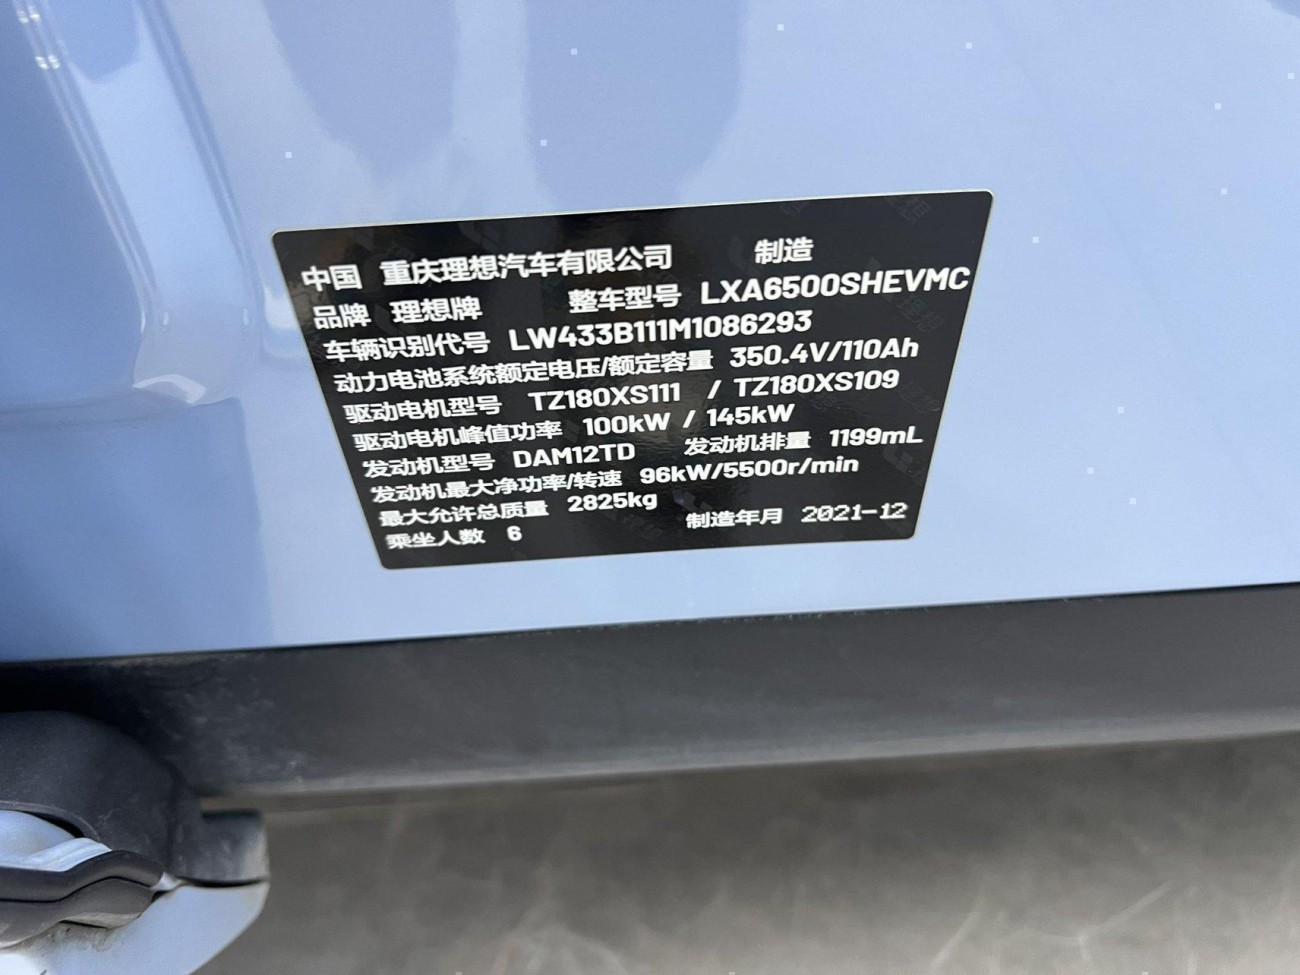 中国 重庆理想汽车有限公司 制造
品牌 理想牌 整车型号 LXA6500SHEVMC
车辆识别代号 LW433B111M1086293
动力电池系统额定电压/额定容量 350.4V/110Ah
驱动电机型号 TZ180XS111 / TZ180XS109
驱动电机峰值功率 100kW / 145kW
发动机型号 DAM12TD 发动机排量 1199mL
发动机最大净功率/转速 96kW/5500r/min
最大允许总质量 2825kg
乘坐人数 6 制造年月 2021-12